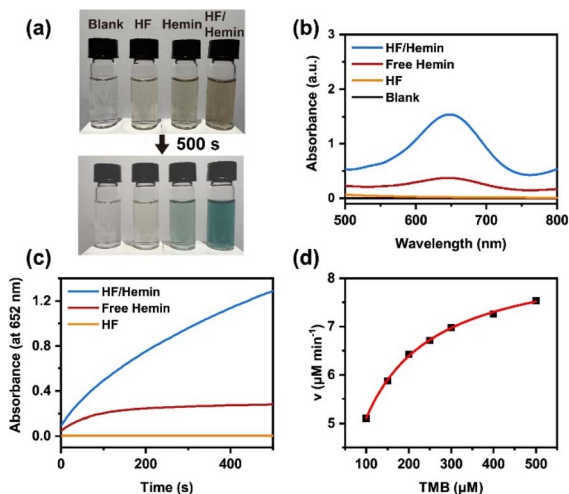 (a)
Blank HF Hemin HF/
Hemin
500 s
(b)
HF/Hemin
Free Hemin
HF
Blank
Absorbance (a.u.)
3
2
1
0
500 600 700 800
Wavelength (nm)
(c)
HF/Hemin
Free Hemin
HF
Absorbance (at 652 nm)
1.2
0.8
0.4
0.0
0 200 400
Time (s)
(d)
v (μM min⁻¹)
8
7
6
5
100 200 300 400 500
TMB (μM)